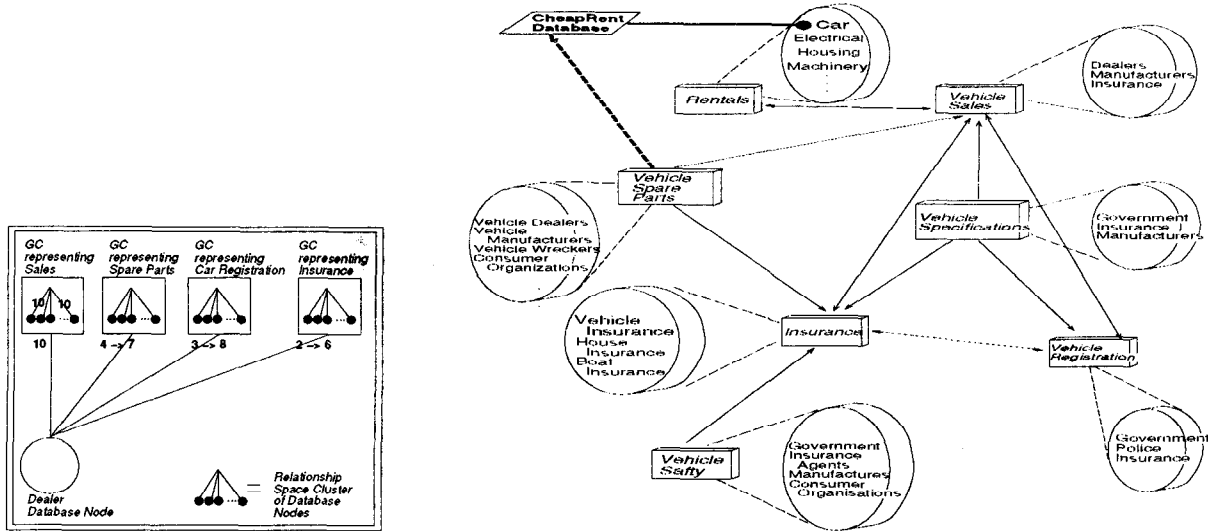 GC
representing
Sales
GC
representing
Spare Parts
GC
representing
Car Registration
GC
representing
Insurance
10
10
10
4 → 7
3 → 8
2 → 6
Dealer
Database Node
= Relationship
Space Cluster
of Database
Nodes
CheapRent
Database
Car
Electrical
Housing
Machinery
Rentals
Vehicle
Sales
Dealers
Manufacturers
Insurance
Vehicle
Spare
Parts
Vehicle Dealers
Vehicle
Manufacturers
Vehicle Wreckers
Consumer
Organizations
Vehicle
Specifications
Government
Insurance
Manufacturers
Vehicle
Insurance
House
Insurance
Boat
Insurance
Insurance
Vehicle
Registration
Government
Police
Insurance
Vehicle
Safty
Government
Insurance
Agents
Manufactures
Consumer
Organisations